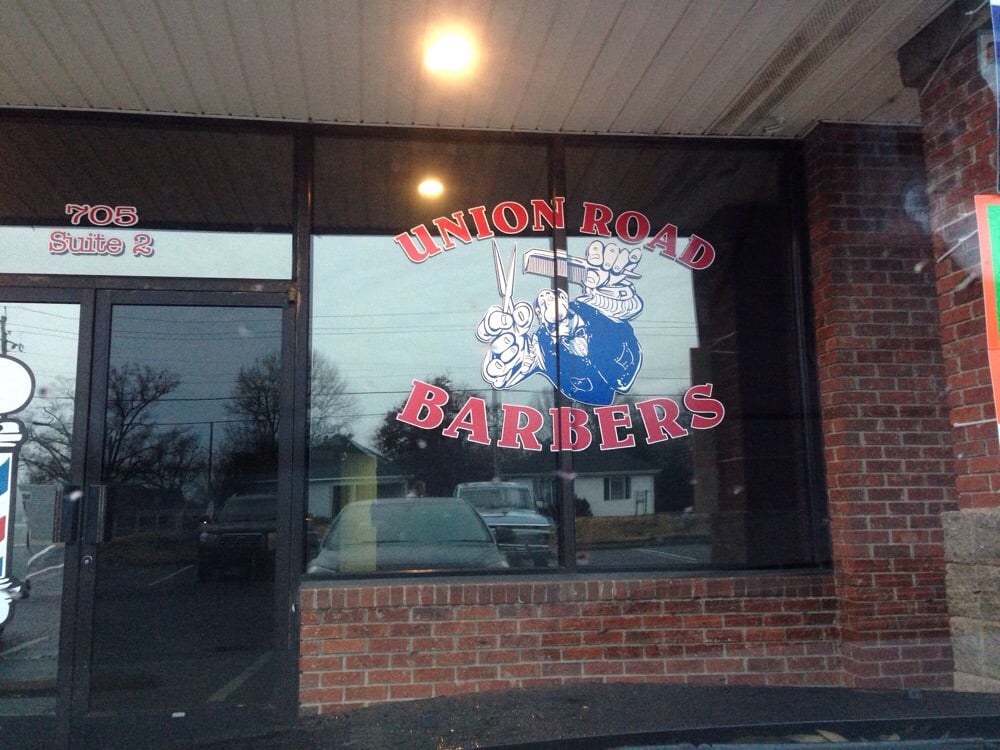 705
Suite 2
UNION ROAD
BARBERS